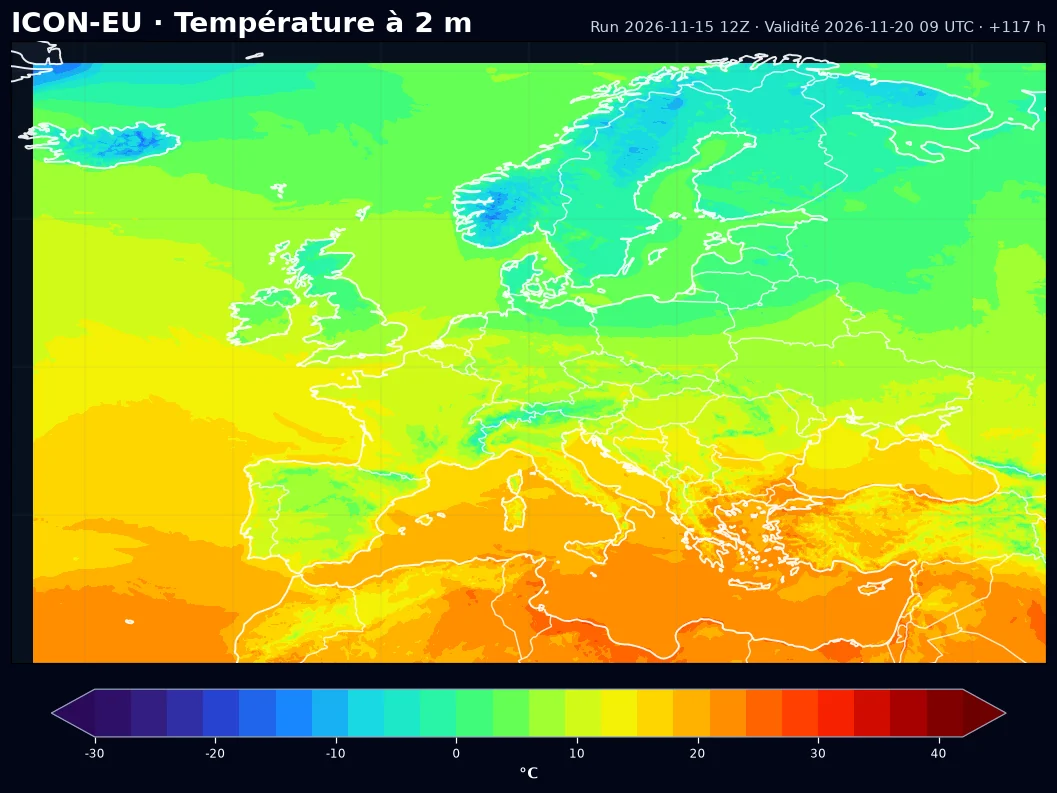 ICON-EU · Température à 2 m
Run 2026-11-15 12Z · Validité 2026-11-20 09 UTC · +117 h
-30 -20 -10 0 10 20 30 40
°C